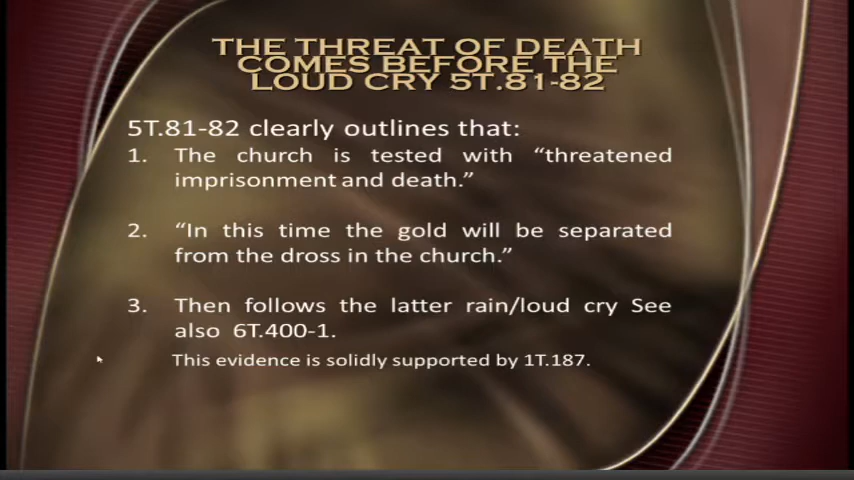 THE THREAT OF DEATH
COMES BEFORE THE
LOUD CRY 5T.81-82
5T.81-82 clearly outlines that:
1. The church is tested with “threatened
imprisonment and death.”
2. “In this time the gold will be separated
from the dross in the church.”
3. Then follows the latter rain/loud cry See
also 6T.400-1.
This evidence is solidly supported by 1T.187.